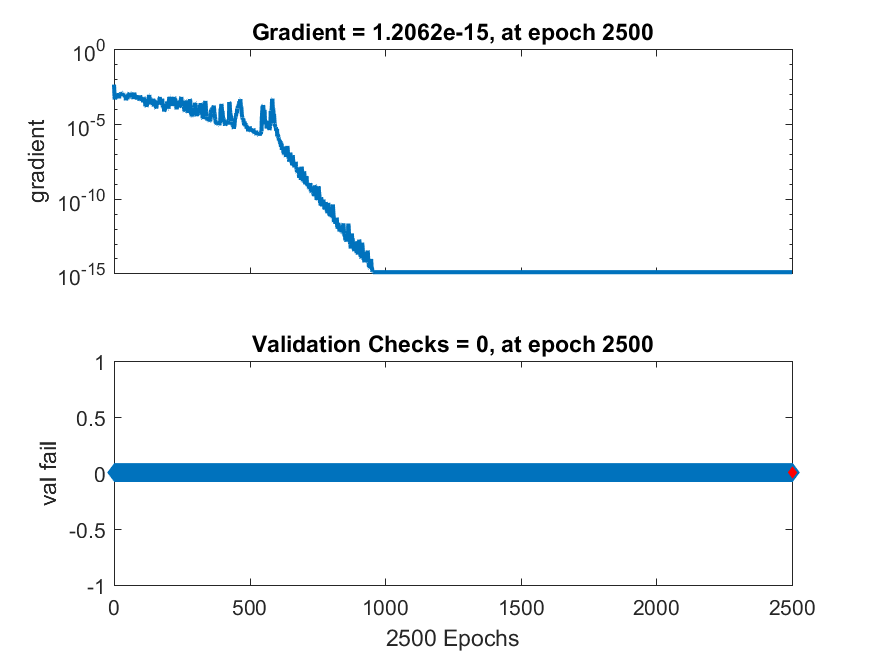 Gradient = 1.2062e-15, at epoch 2500
10^0
10^-5
10^-10
10^-15
gradient
Validation Checks = 0, at epoch 2500
1
0.5
0
-0.5
-1
val fail
0 500 1000 1500 2000 2500
2500 Epochs